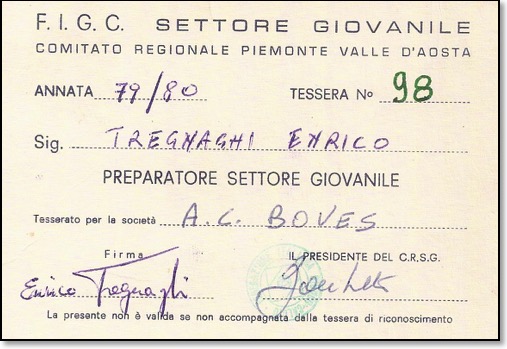 F.I.G.C. SETTORE GIOVANILE
COMITATO REGIONALE PIEMONTE VALLE D'AOSTA
ANNATA 79/80 TESSERA No 98
Sig. TREGNAGHI ENRICO
PREPARATORE SETTORE GIOVANILE
Tesserato per la società A.C. BOVES
Firma IL PRESIDENTE DEL C.R.S.G.
Enrico Tregnaghi
La presente non è valida se non accompagnata dalla tessera di riconoscimento